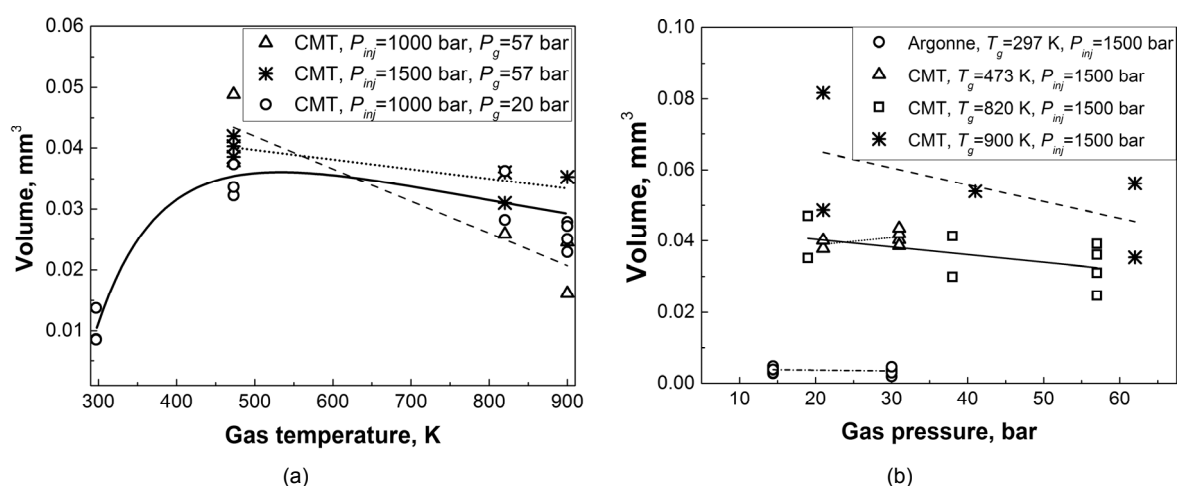 0.06
0.05
0.04
0.03
0.02
0.01
Volume, mm³
CMT, P_inj=1000 bar, P_g=57 bar
CMT, P_inj=1500 bar, P_g=57 bar
CMT, P_inj=1000 bar, P_g=20 bar
300 400 500 600 700 800 900
Gas temperature, K
(a)
0.10
0.08
0.06
0.04
0.02
0.00
Volume, mm³
Argonne, T_g=297 K, P_inj=1500 bar
CMT, T_g=473 K, P_inj=1500 bar
CMT, T_g=820 K, P_inj=1500 bar
CMT, T_g=900 K, P_inj=1500 bar
10 20 30 40 50 60
Gas pressure, bar
(b)